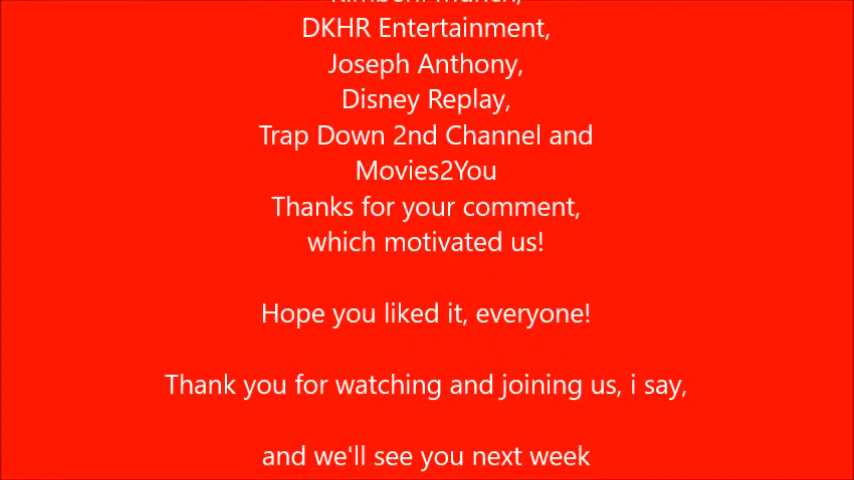 DKHR Entertainment,
Joseph Anthony,
Disney Replay,
Trap Down 2nd Channel and
Movies2You
Thanks for your comment,
which motivated us!
Hope you liked it, everyone!
Thank you for watching and joining us, i say,
and we'll see you next week